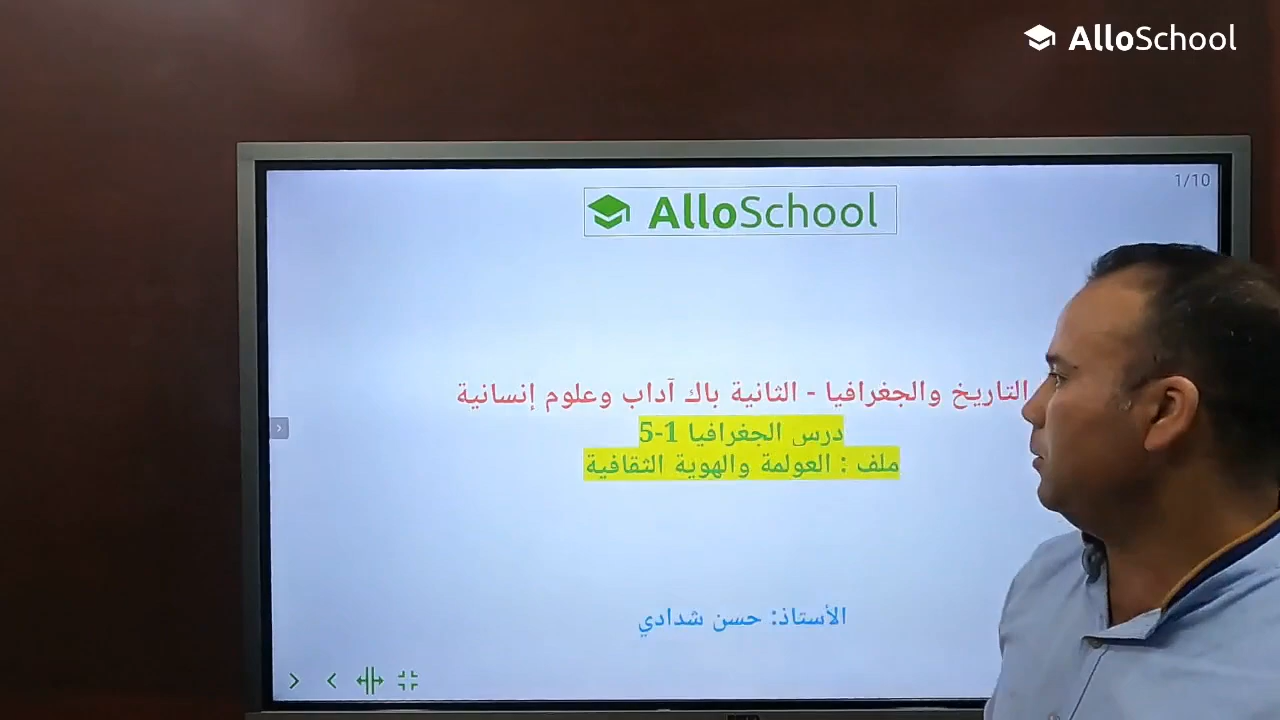 AlloSchool
1/10
AlloSchool
التاريخ والجغرافيا - الثانية باك آداب وعلوم إنسانية
درس الجغرافيا 1-5
ملف : العولمة والهوية الثقافية
الأستاذ: حسن شدادي